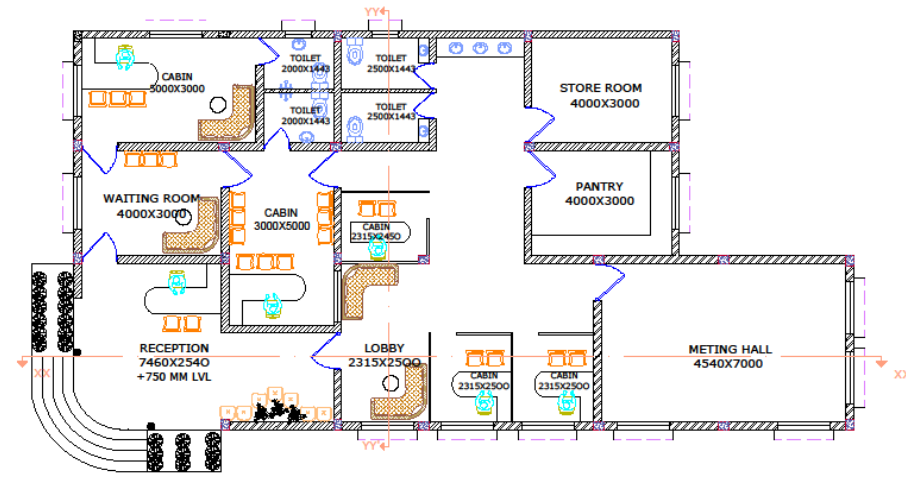 YY
TOILET
2000X1443
TOILET
2500X1443
CABIN
5000X3000
STORE ROOM
4000X3000
TOILET
2000X1443
TOILET
2500X1443
WAITING ROOM
4000X3000
CABIN
3000X5000
PANTRY
4000X3000
CABIN
2315X2450
RECEPTION
7460X2540
+750 MM LVL
LOBBY
2315X2500
METING HALL
4540X7000
XX
XX
CABIN
2315X2500
CABIN
2315X2500
YY